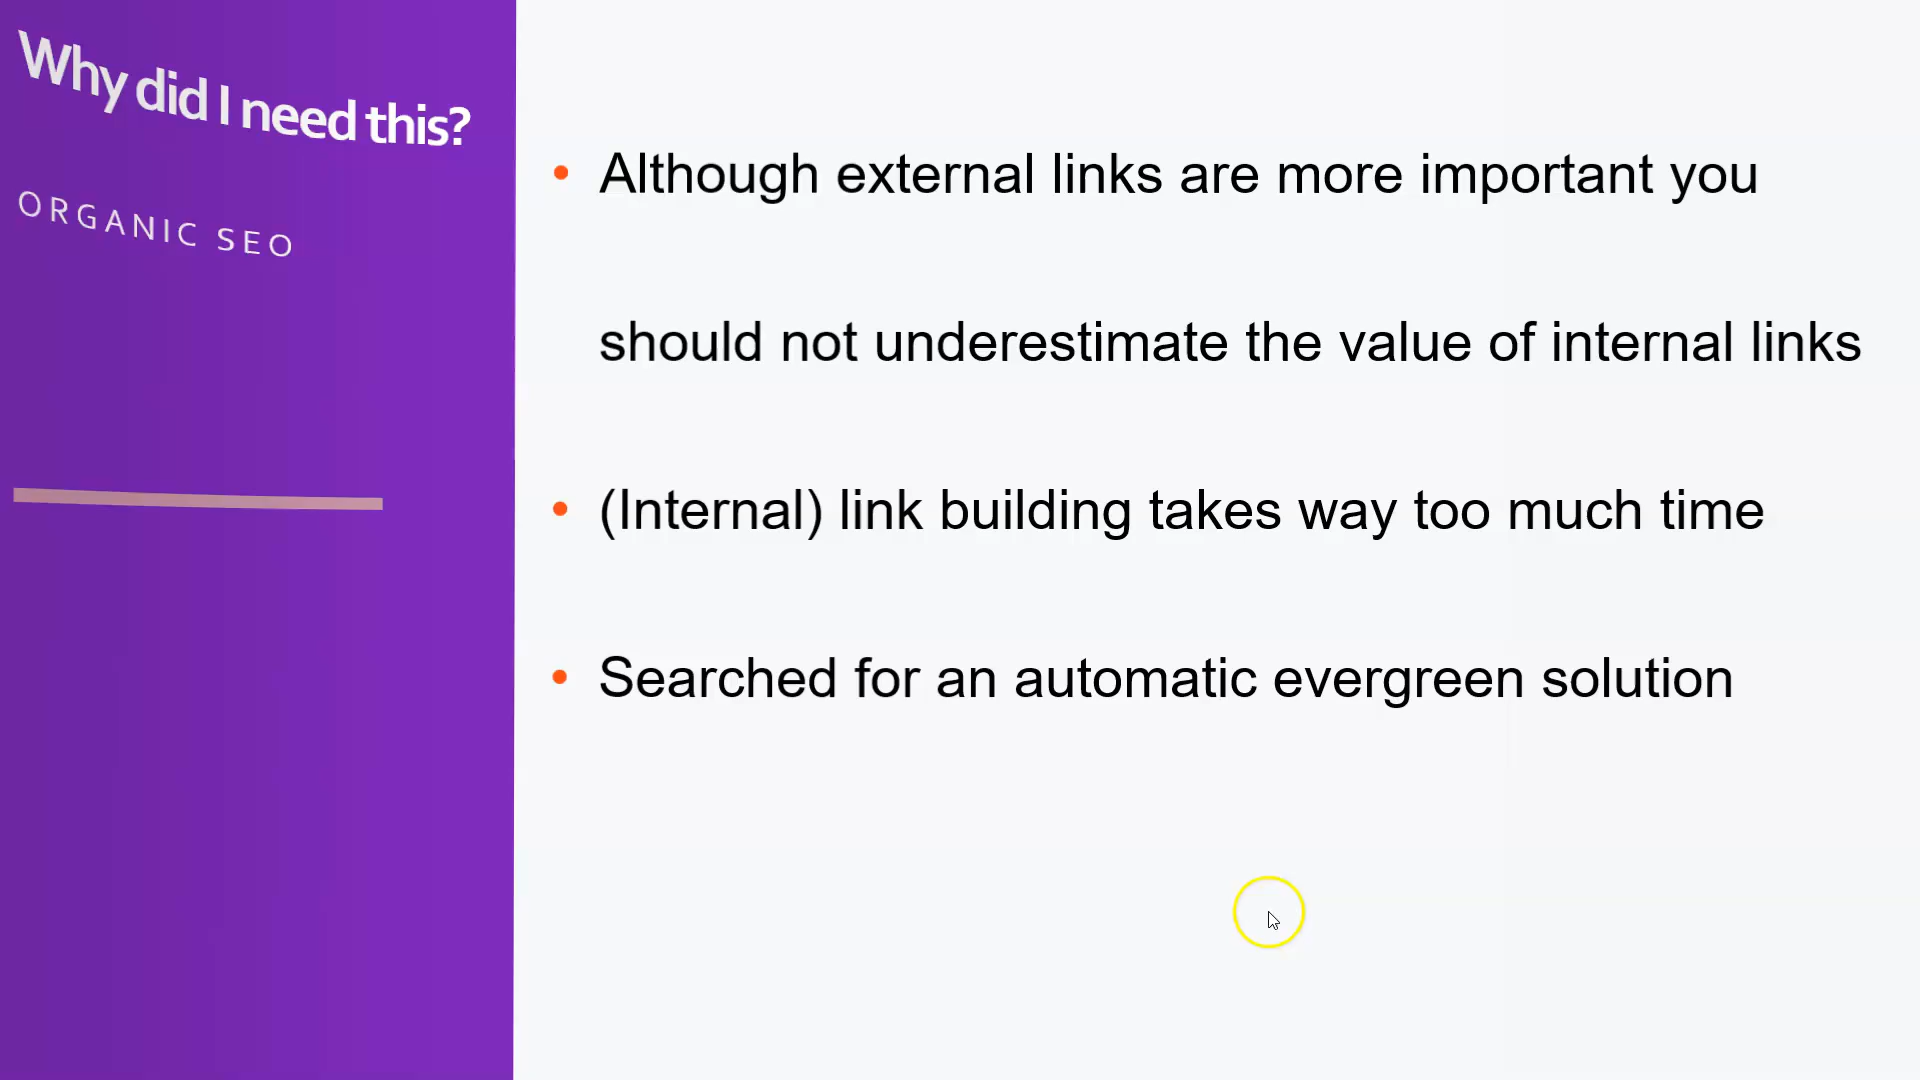 Why did I need this?
ORGANIC SEO
• Although external links are more important you
should not underestimate the value of internal links
• (Internal) link building takes way too much time
• Searched for an automatic evergreen solution